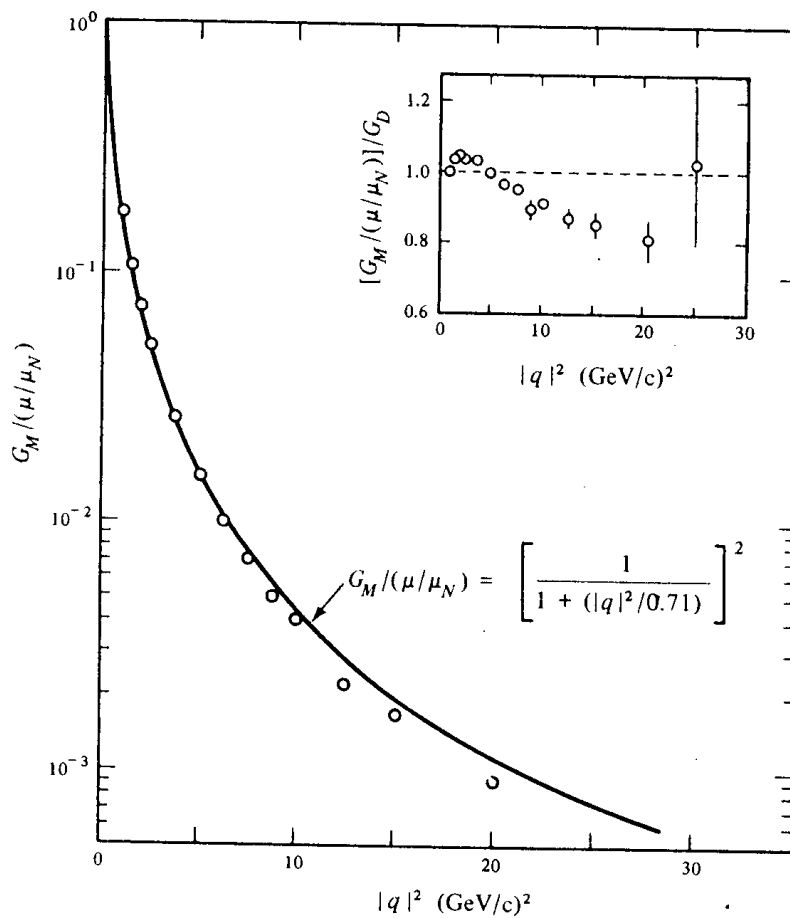 10⁰
10⁻¹
10⁻²
10⁻³
G_M/(μ/μ_N)
0 10 20 30
|q|² (GeV/c)²
[G_M/(μ/μ_N)]/G_D
1.2
1.0
0.8
0.6
0 10 20 30
|q|² (GeV/c)²
G_M/(μ/μ_N) = [1 / (1 + (|q|²/0.71))]²